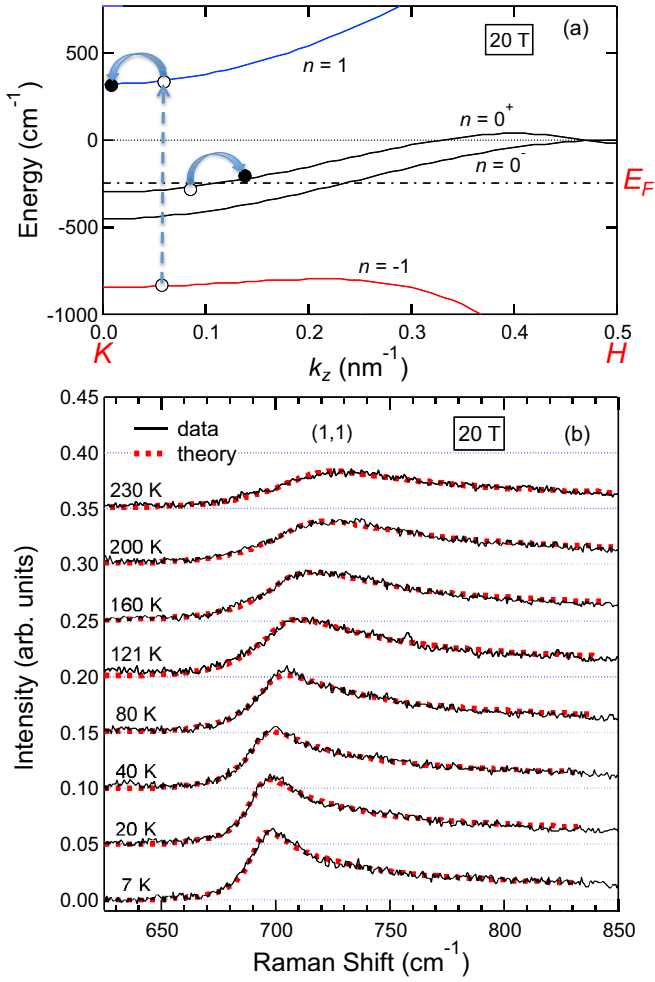 20 T
(a)
500
0
-500
-1000
Energy (cm⁻¹)
n = 1
n = 0⁺
n = 0⁻
E_F
n = -1
0.0
0.1
0.2
0.3
0.4
0.5
K
k_z (nm⁻¹)
H
0.45
0.40
0.35
0.30
0.25
0.20
0.15
0.10
0.05
0.00
Intensity (arb. units)
data
theory
(1,1)
20 T
(b)
230 K
200 K
160 K
121 K
80 K
40 K
20 K
7 K
650
700
750
800
850
Raman Shift (cm⁻¹)